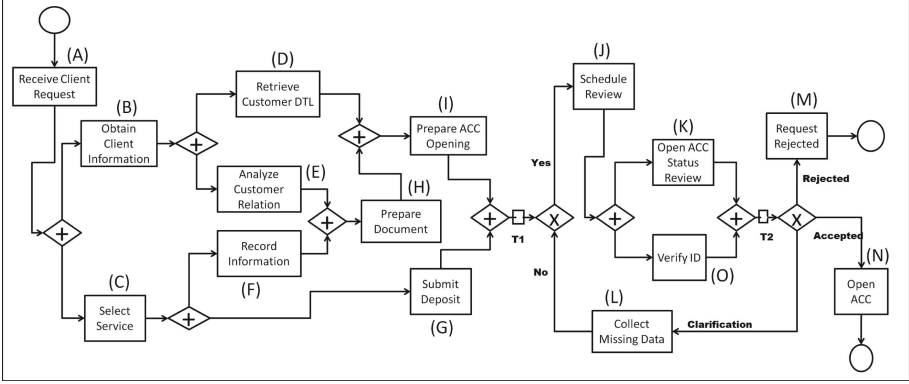 (A)
Receive Client
Request
(B)
Obtain
Client
Information
(C)
Select
Service
(D)
Retrieve
Customer DTL
(E)
Analyze
Customer
Relation
(F)
Record
Information
(G)
Submit
Deposit
(H)
Prepare
Document
(I)
Prepare ACC
Opening
T1
X
Yes
No
(J)
Schedule
Review
(K)
Open ACC
Status
Review
Verify ID
(O)
T2
X
(L)
Collect
Missing Data
Clarification
(M)
Request
Rejected
Rejected
Accepted
(N)
Open
ACC